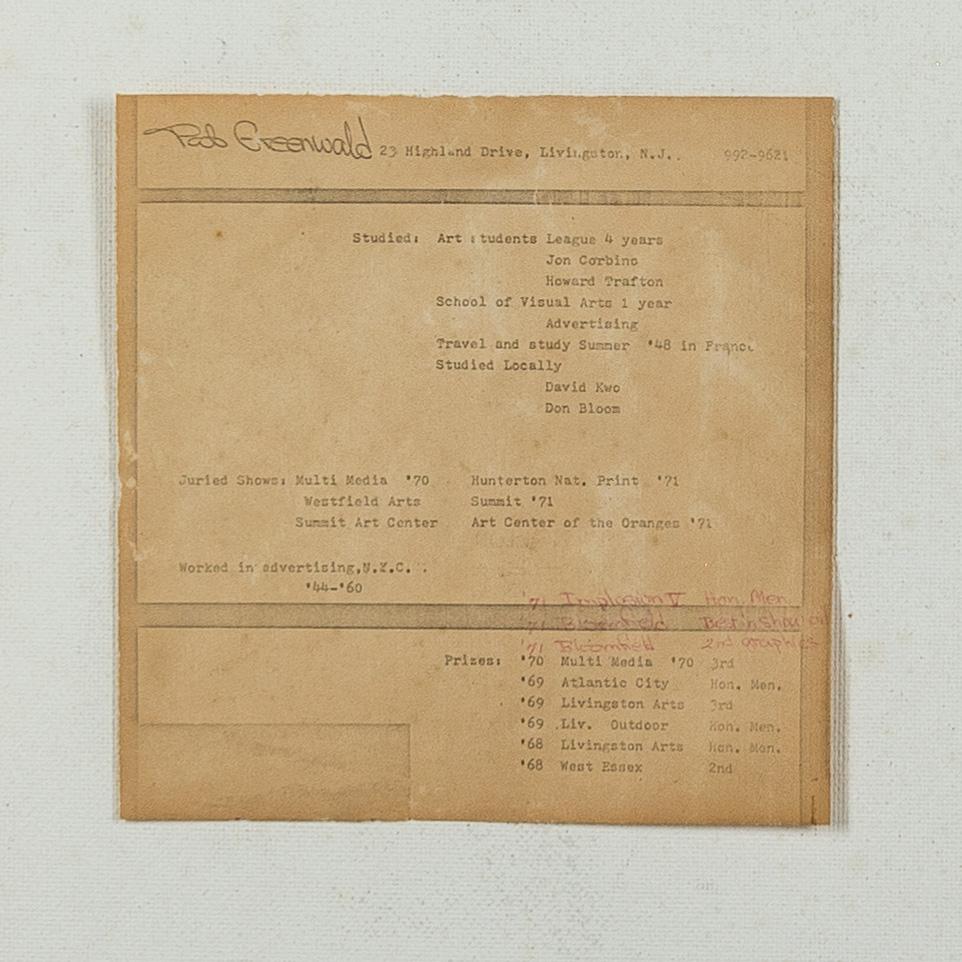 Bob Greenwald 23 Highland Drive, Livingston, N.J. 992-9621
Studied: Art Students League 4 years
Jon Corbino
Howard Trafton
School of Visual Arts 1 year
Advertising
Travel and study Summer '48 in France
Studied Locally
David Kwo
Don Bloom
Juried Shows: Multi Media '70 Hunterton Nat. Print '71
Westfield Arts Summit '71
Summit Art Center Art Center of the Oranges '71
Worked in advertising,N.Y.C.
'44-'60
'71 Implosion V Hon. Men.
'71 Bloomfield Best in Show
'71 Bloomfield 2nd graphics
Prizes: '70 Multi Media '70 3rd
'69 Atlantic City Hon. Men.
'69 Livingston Arts 3rd
'69 Liv. Outdoor Hon. Men.
'68 Livingston Arts Hon. Men.
'68 West Essex 2nd